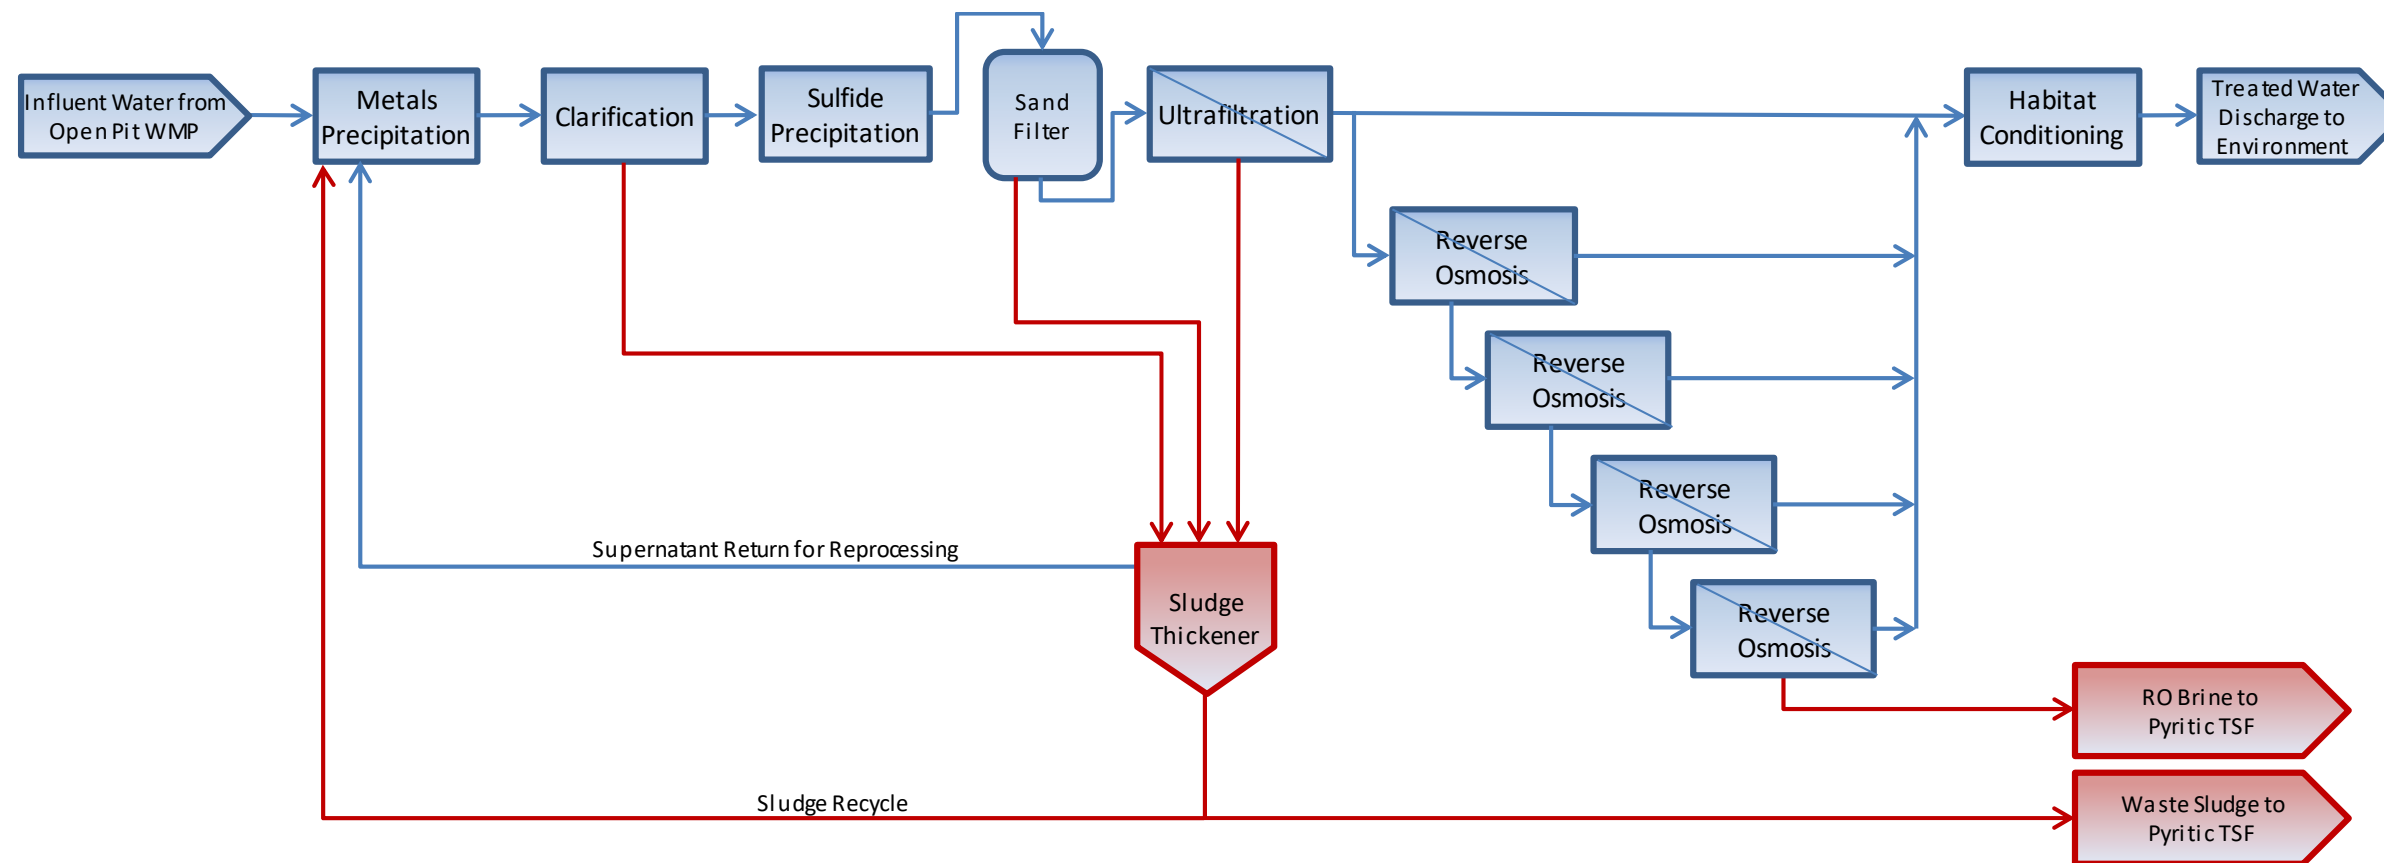 Influent Water from
Open Pit WMP
Metals
Precipitation
Clarification
Sulfide
Precipitation
Sand
Filter
Ultrafiltration
Habitat
Conditioning
Treated Water
Discharge to
Environment
Reverse
Osmosis
Reverse
Osmosis
Reverse
Osmosis
Reverse
Osmosis
Supernatant Return for Reprocessing
Sludge
Thickener
RO Brine to
Pyritic TSF
Sludge Recycle
Waste Sludge to
Pyritic TSF